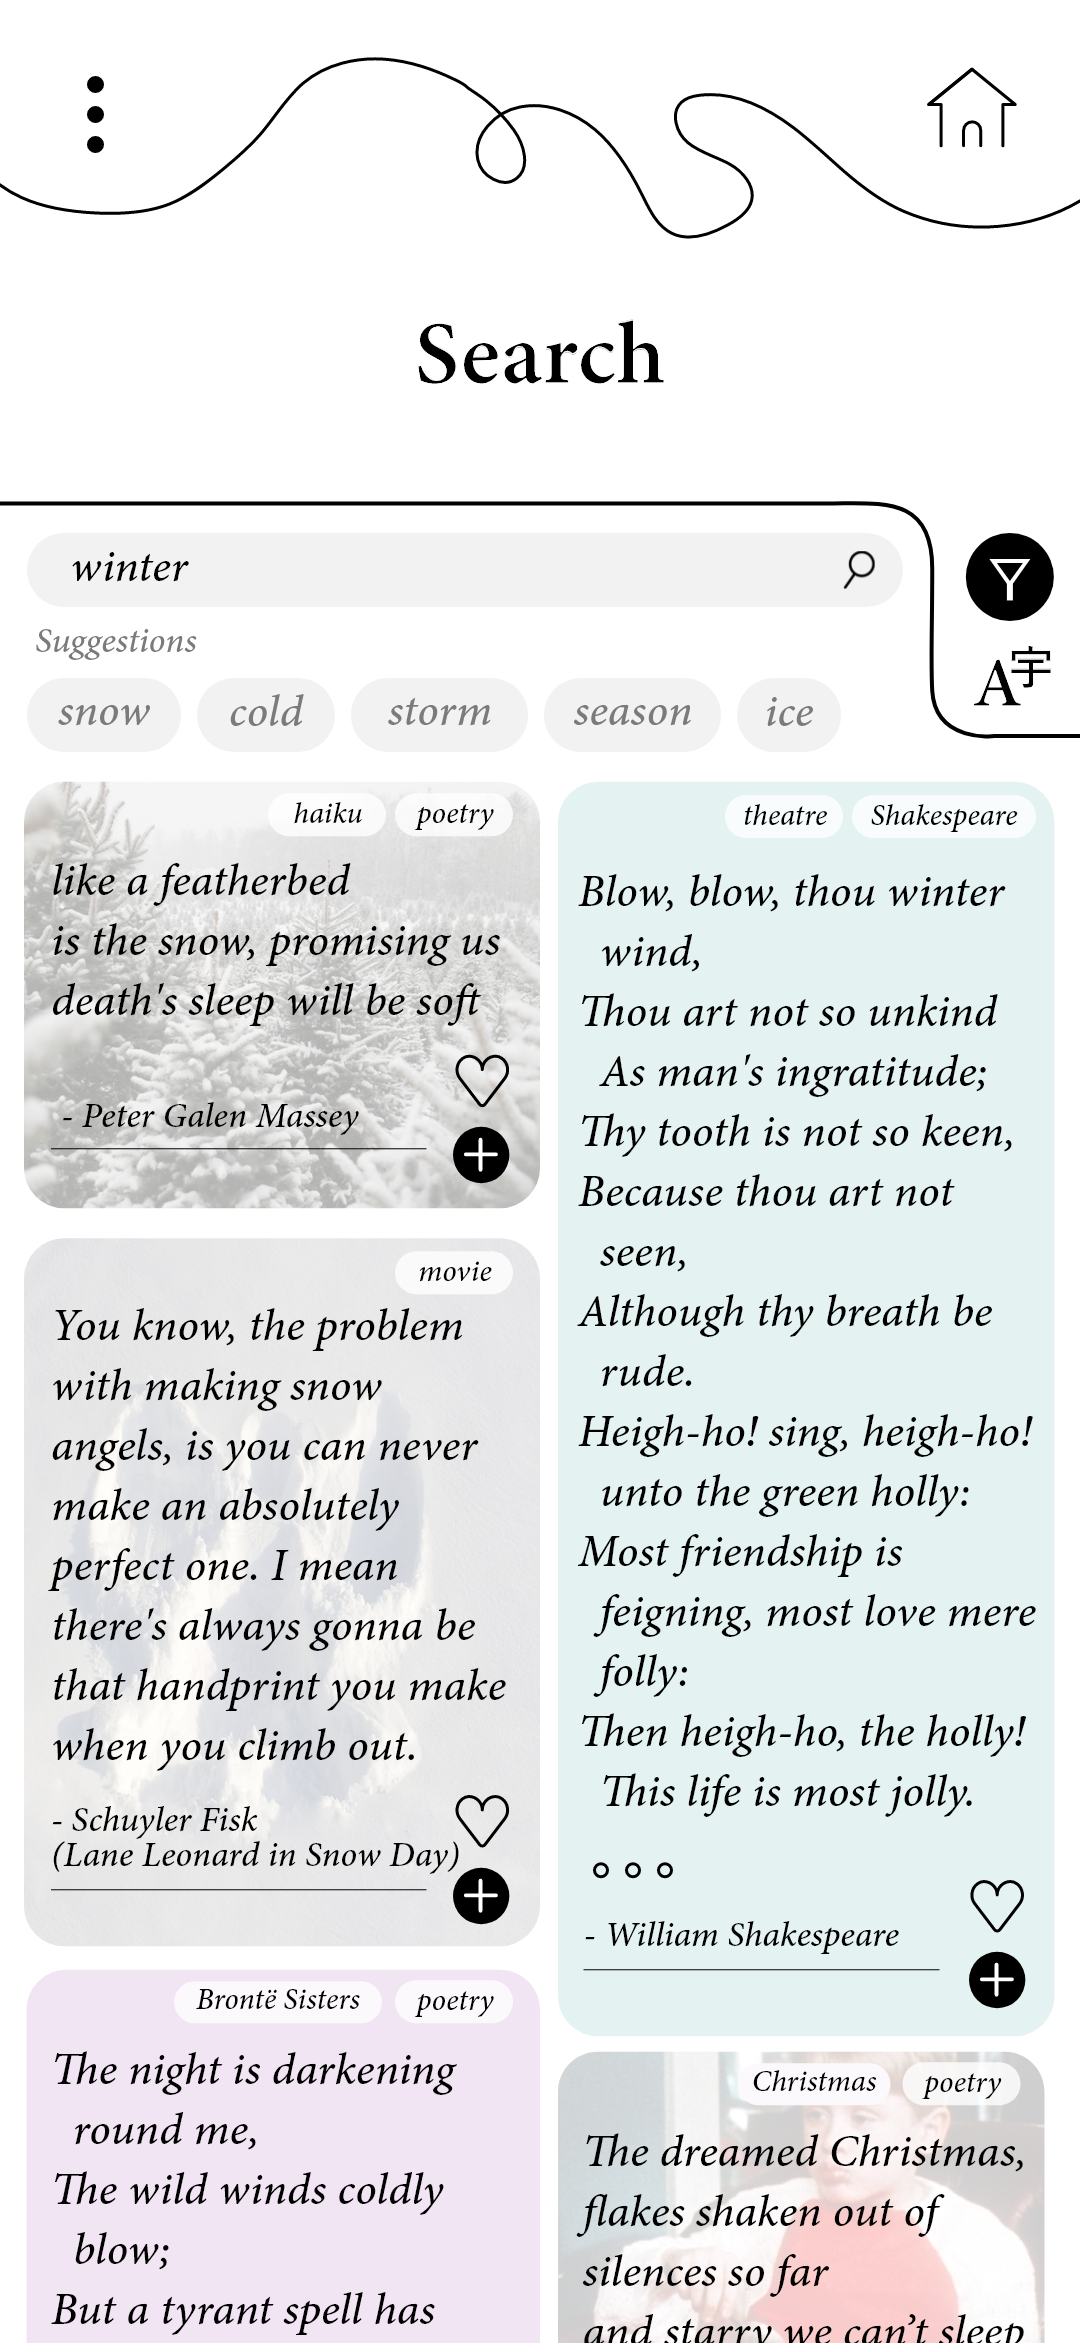 Search
winter
Suggestions
snow
cold
storm
season
ice
A宇
haiku
poetry
like a featherbed
is the snow, promising us
death's sleep will be soft
- Peter Galen Massey
movie
You know, the problem
with making snow
angels, is you can never
make an absolutely
perfect one. I mean
there's always gonna be
that handprint you make
when you climb out.
- Schuyler Fisk
(Lane Leonard in Snow Day)
Brontë Sisters
poetry
The night is darkening
round me,
The wild winds coldly
blow;
But a tyrant spell has
theatre
Shakespeare
Blow, blow, thou winter
wind,
Thou art not so unkind
As man's ingratitude;
Thy tooth is not so keen,
Because thou art not
seen,
Although thy breath be
rude.
Heigh-ho! sing, heigh-ho!
unto the green holly:
Most friendship is
feigning, most love mere
folly:
Then heigh-ho, the holly!
This life is most jolly.
- William Shakespeare
Christmas
poetry
The dreamed Christmas,
flakes shaken out of
silences so far
and starry we can’t sleep